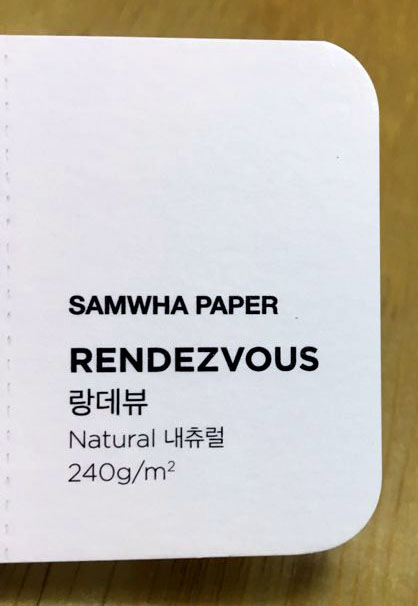 SAMWHA PAPER
RENDEZVOUS
랑데뷰
Natural 내츄럴
240g/m²